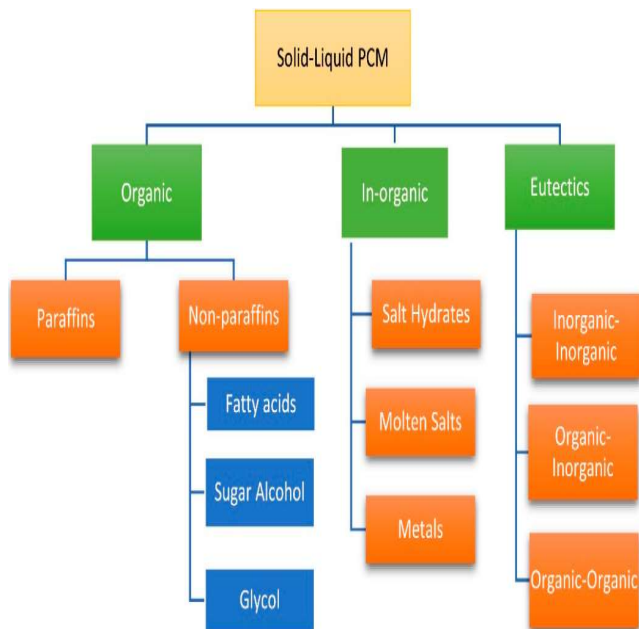 Solid-Liquid PCM
Organic
In-organic
Eutectics
Paraffins
Non-paraffins
Fatty acids
Sugar Alcohol
Glycol
Salt Hydrates
Molten Salts
Metals
Inorganic-
Inorganic
Organic-
Inorganic
Organic-Organic